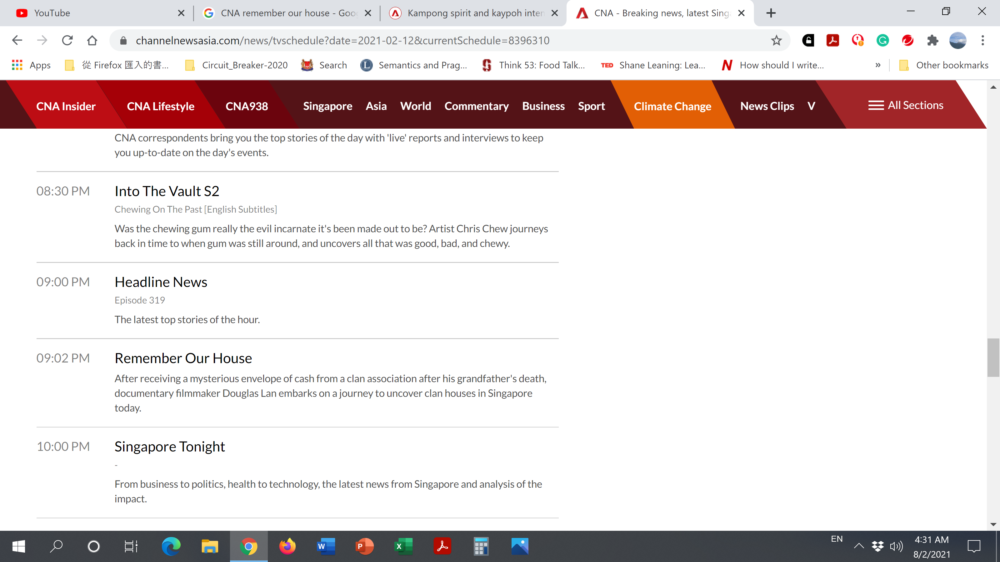 YouTube
CNA remember our house - Goo
Kampong spirit and kaypoh inter
CNA - Breaking news, latest Sing
channelnewsasia.com/news/tvschedule?date=2021-02-12&currentSchedule=8396310
Apps
從 Firefox 匯入的書...
Circuit_Breaker-2020
Search
Semantics and Prag...
Think 53: Food Talk...
TED
Shane Leaning: Lea...
How should I write...
»
Other bookmarks
CNA Insider
CNA Lifestyle
CNA938
Singapore
Asia
World
Commentary
Business
Sport
Climate Change
News Clips
V
All Sections
CNA correspondents bring you the top stories of the day with 'live' reports and interviews to keep
you up-to-date on the day's events.
08:30 PM
Into The Vault S2
Chewing On The Past [English Subtitles]
Was the chewing gum really the evil incarnate it's been made out to be? Artist Chris Chew journeys
back in time to when gum was still around, and uncovers all that was good, bad, and chewy.
09:00 PM
Headline News
Episode 319
The latest top stories of the hour.
09:02 PM
Remember Our House
After receiving a mysterious envelope of cash from a clan association after his grandfather's death,
documentary filmmaker Douglas Lan embarks on a journey to uncover clan houses in Singapore
today.
10:00 PM
Singapore Tonight
-
From business to politics, health to technology, the latest news from Singapore and analysis of the
impact.
EN
4:31 AM
8/2/2021